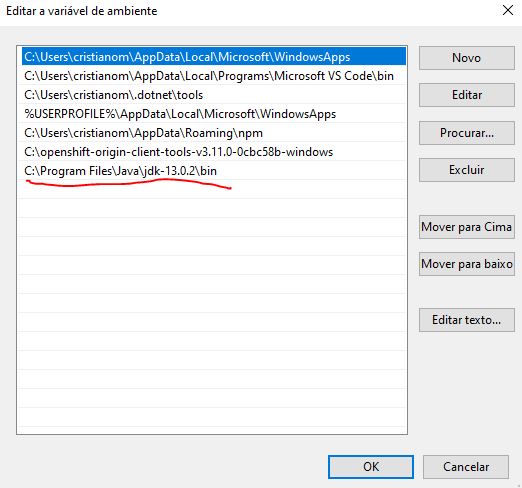 Editar a variável de ambiente
C:\Users\cristianom\AppData\Local\Microsoft\WindowsApps
C:\Users\cristianom\AppData\Local\Programs\Microsoft VS Code\bin
C:\Users\cristianom\.dotnet\tools
%USERPROFILE%\AppData\Local\Microsoft\WindowsApps
C:\Users\cristianom\AppData\Roaming\npm
C:\openshift-origin-client-tools-v3.11.0-0cbc58b-windows
C:\Program Files\Java\jdk-13.0.2\bin
Novo
Editar
Procurar...
Excluir
Mover para Cima
Mover para baixo
Editar texto...
OK
Cancelar